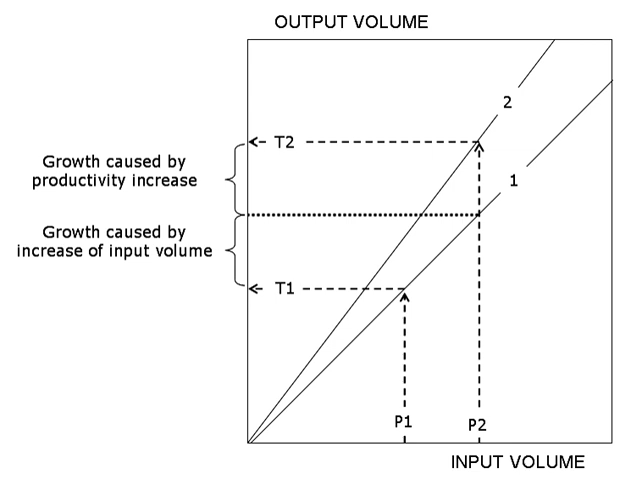 OUTPUT VOLUME
2
T2
Growth caused by
productivity increase
1
Growth caused by
increase of input volume
T1
P1
P2
INPUT VOLUME